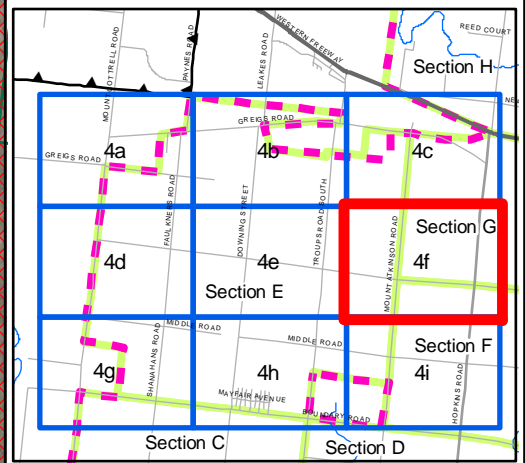 REED COURT
WESTERN FREEWAY
MOUNT COTTRELL ROAD
PAYNES ROAD
LEAKES ROAD
Section H
GREIGS ROAD
NE
4a
4b
4c
GREIGS ROAD
FAULKNERS ROAD
DOWNING STREET
TROUPS ROAD SOUTH
MOUNT ATKINSON ROAD
Section G
4d
4e
4f
Section E
MIDDLE ROAD
MIDDLE ROAD
Section F
4g
SHANAHANS ROAD
4h
4i
HOPKINS ROAD
MAYFAIR AVENUE
BOUNDARY ROAD
Section C
Section D